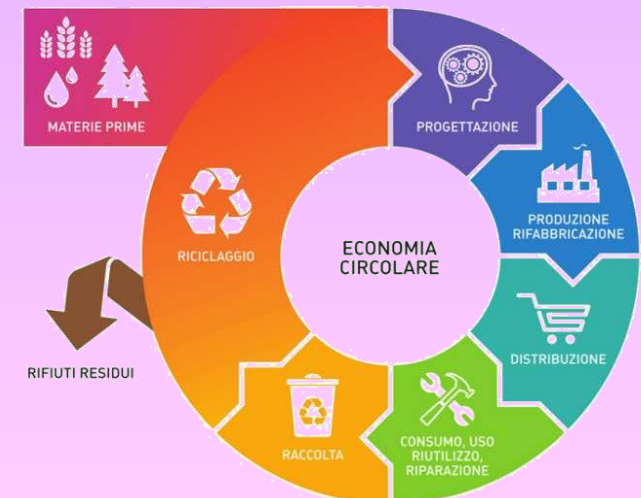 MATERIE PRIME
PROGETTAZIONE
PRODUZIONE
RIFABBRICAZIONE
ECONOMIA
CIRCOLARE
RICICLAGGIO
DISTRIBUZIONE
RIFIUTI RESIDUI
CONSUMO, USO
RIUTILIZZO,
RIPARAZIONE
RACCOLTA